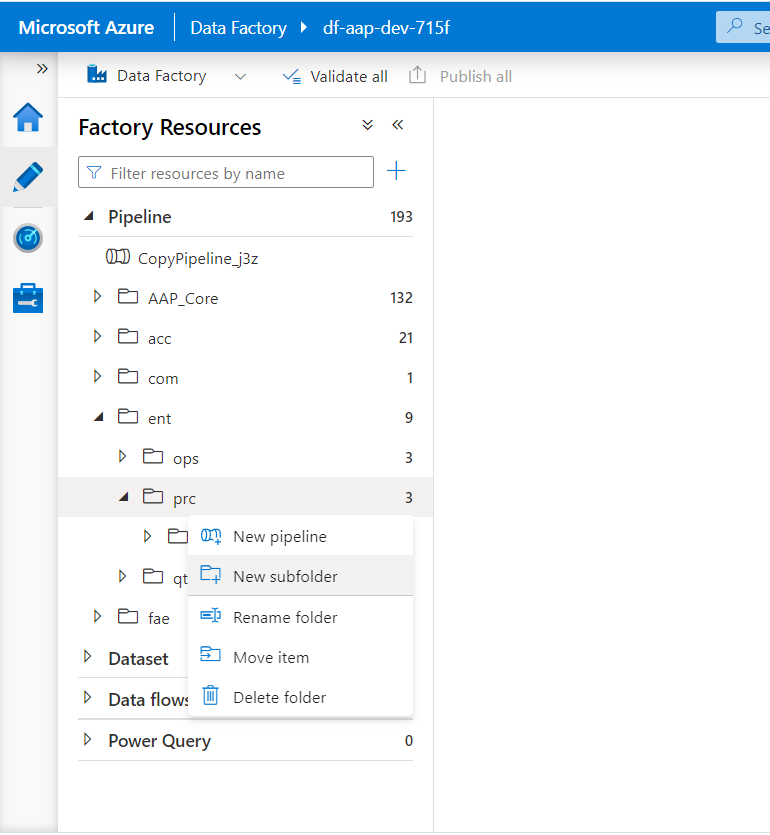 Microsoft Azure Data Factory df-aap-dev-715f Se
Data Factory Validate all Publish all
Factory Resources
Filter resources by name
Pipeline 193
CopyPipeline_j3z
AAP_Core 132
acc 21
com 1
ent 9
ops 3
prc 3
New pipeline
New subfolder
qt
Rename folder
fae
Move item
Dataset
Delete folder
Data flows
Power Query 0